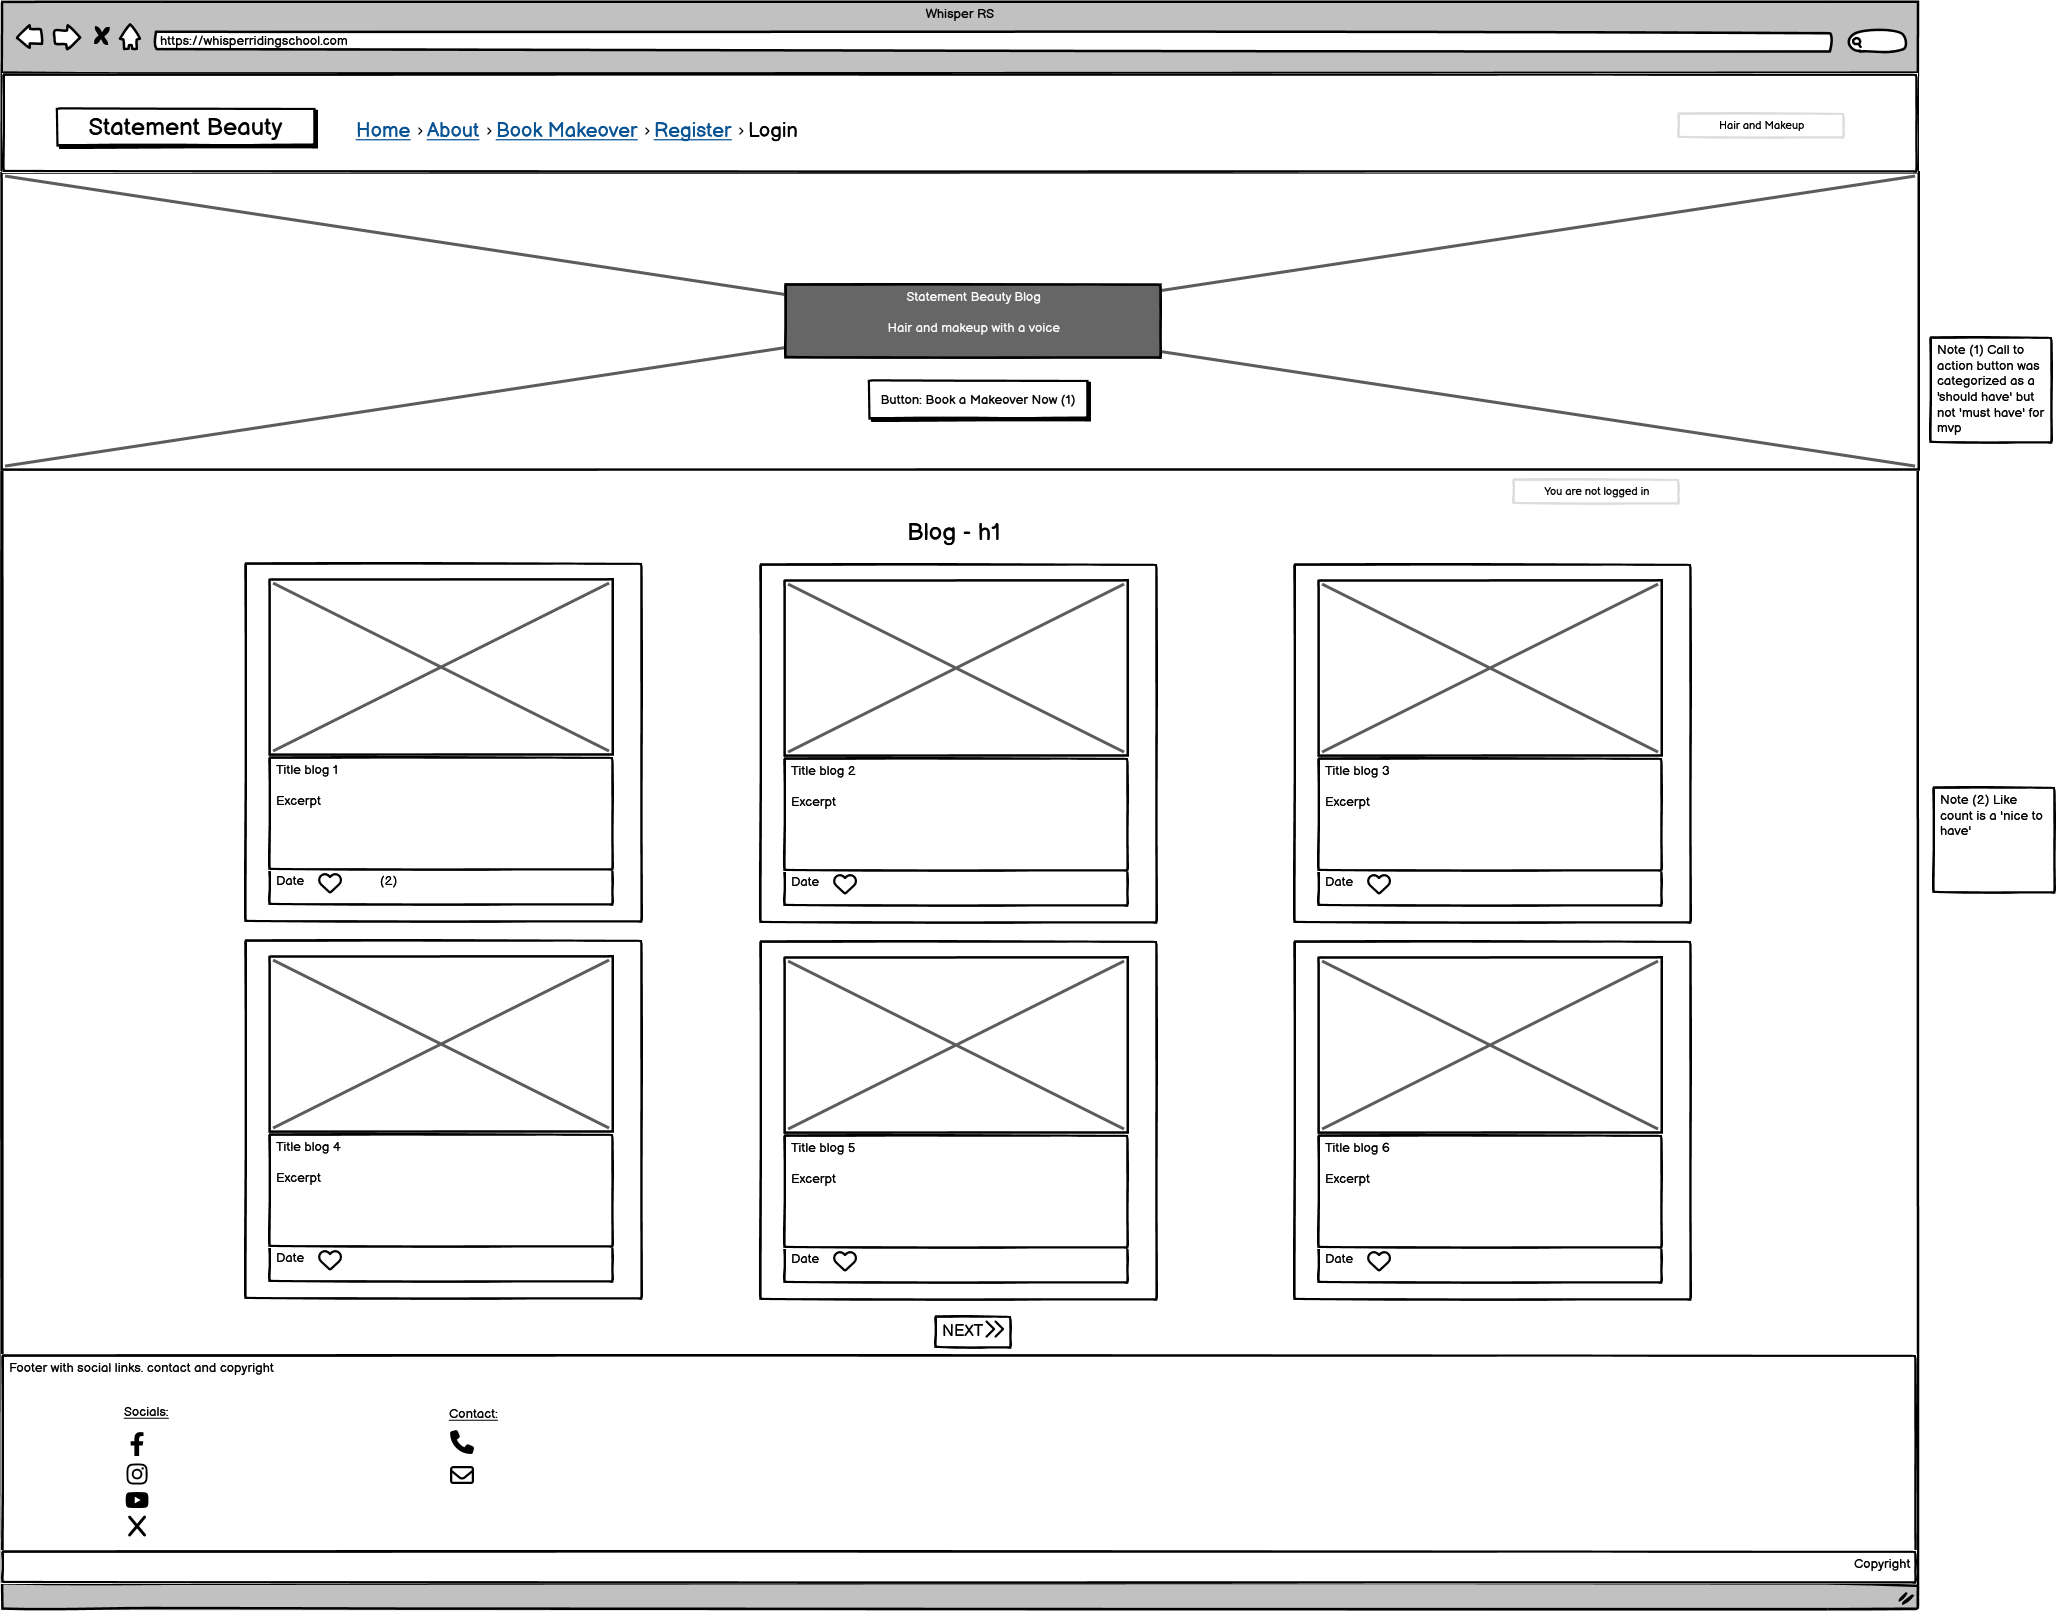 Whisper RS
https://whisperridingschool.com
Statement Beauty
Home › About › Book Makeover › Register › Login
Hair and Makeup
Statement Beauty Blog
Hair and makeup with a voice
Button: Book a Makeover Now (1)
Note (1) Call to
action button was
categorized as a
'should have' but
not 'must have' for
mvp
You are not logged in
Blog - h1
Title blog 1
Excerpt
Date (2)
Title blog 2
Excerpt
Date
Title blog 3
Excerpt
Date
Note (2) Like
count is a 'nice to
have'
Title blog 4
Excerpt
Date
Title blog 5
Excerpt
Date
Title blog 6
Excerpt
Date
NEXT
Footer with social links. contact and copyright
Socials:
Contact:
Copyright